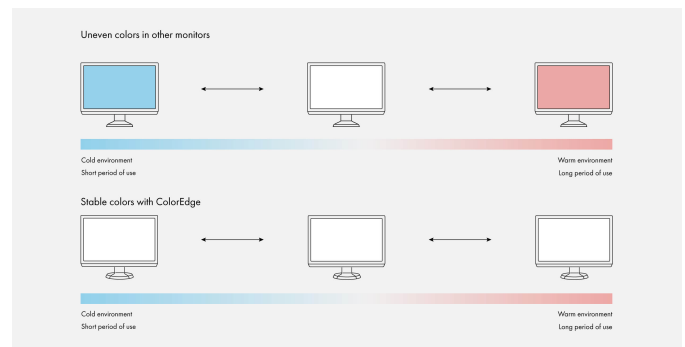 Uneven colors in other monitors
Cold environment
Short period of use
Warm environment
Long period of use
Stable colors with ColorEdge
Cold environment
Short period of use
Warm environment
Long period of use